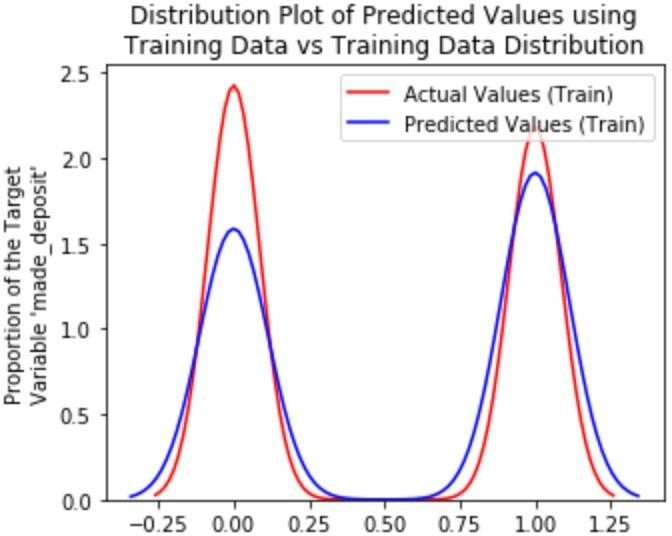 Distribution Plot of Predicted Values using
Training Data vs Training Data Distribution
Actual Values (Train)
Predicted Values (Train)
Proportion of the Target
Variable 'made_deposit'
2.5
2.0
1.5
1.0
0.5
0.0
−0.25 0.00 0.25 0.50 0.75 1.00 1.25